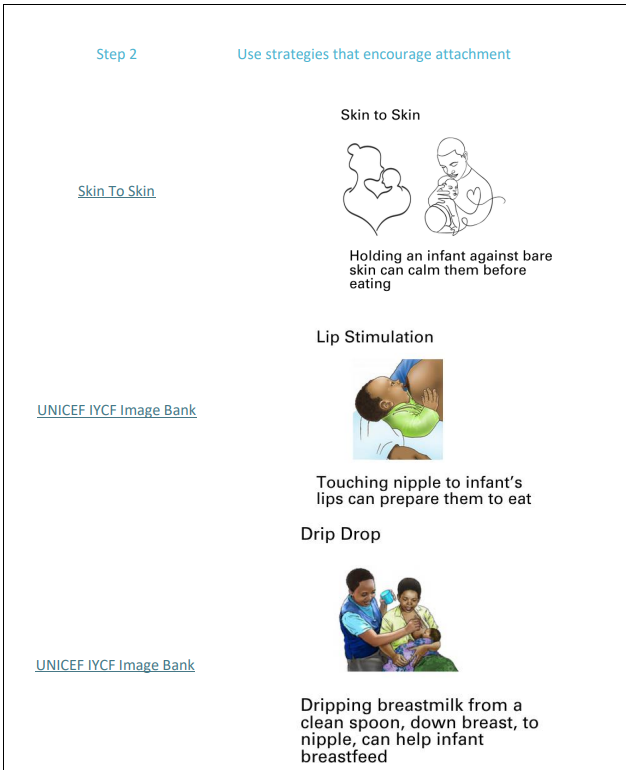 Step 2 Use strategies that encourage attachment
Skin to Skin
Skin To Skin
Holding an infant against bare
skin can calm them before
eating
Lip Stimulation
UNICEF IYCF Image Bank
Touching nipple to infant's
lips can prepare them to eat
Drip Drop
UNICEF IYCF Image Bank
Dripping breastmilk from a
clean spoon, down breast, to
nipple, can help infant
breastfeed